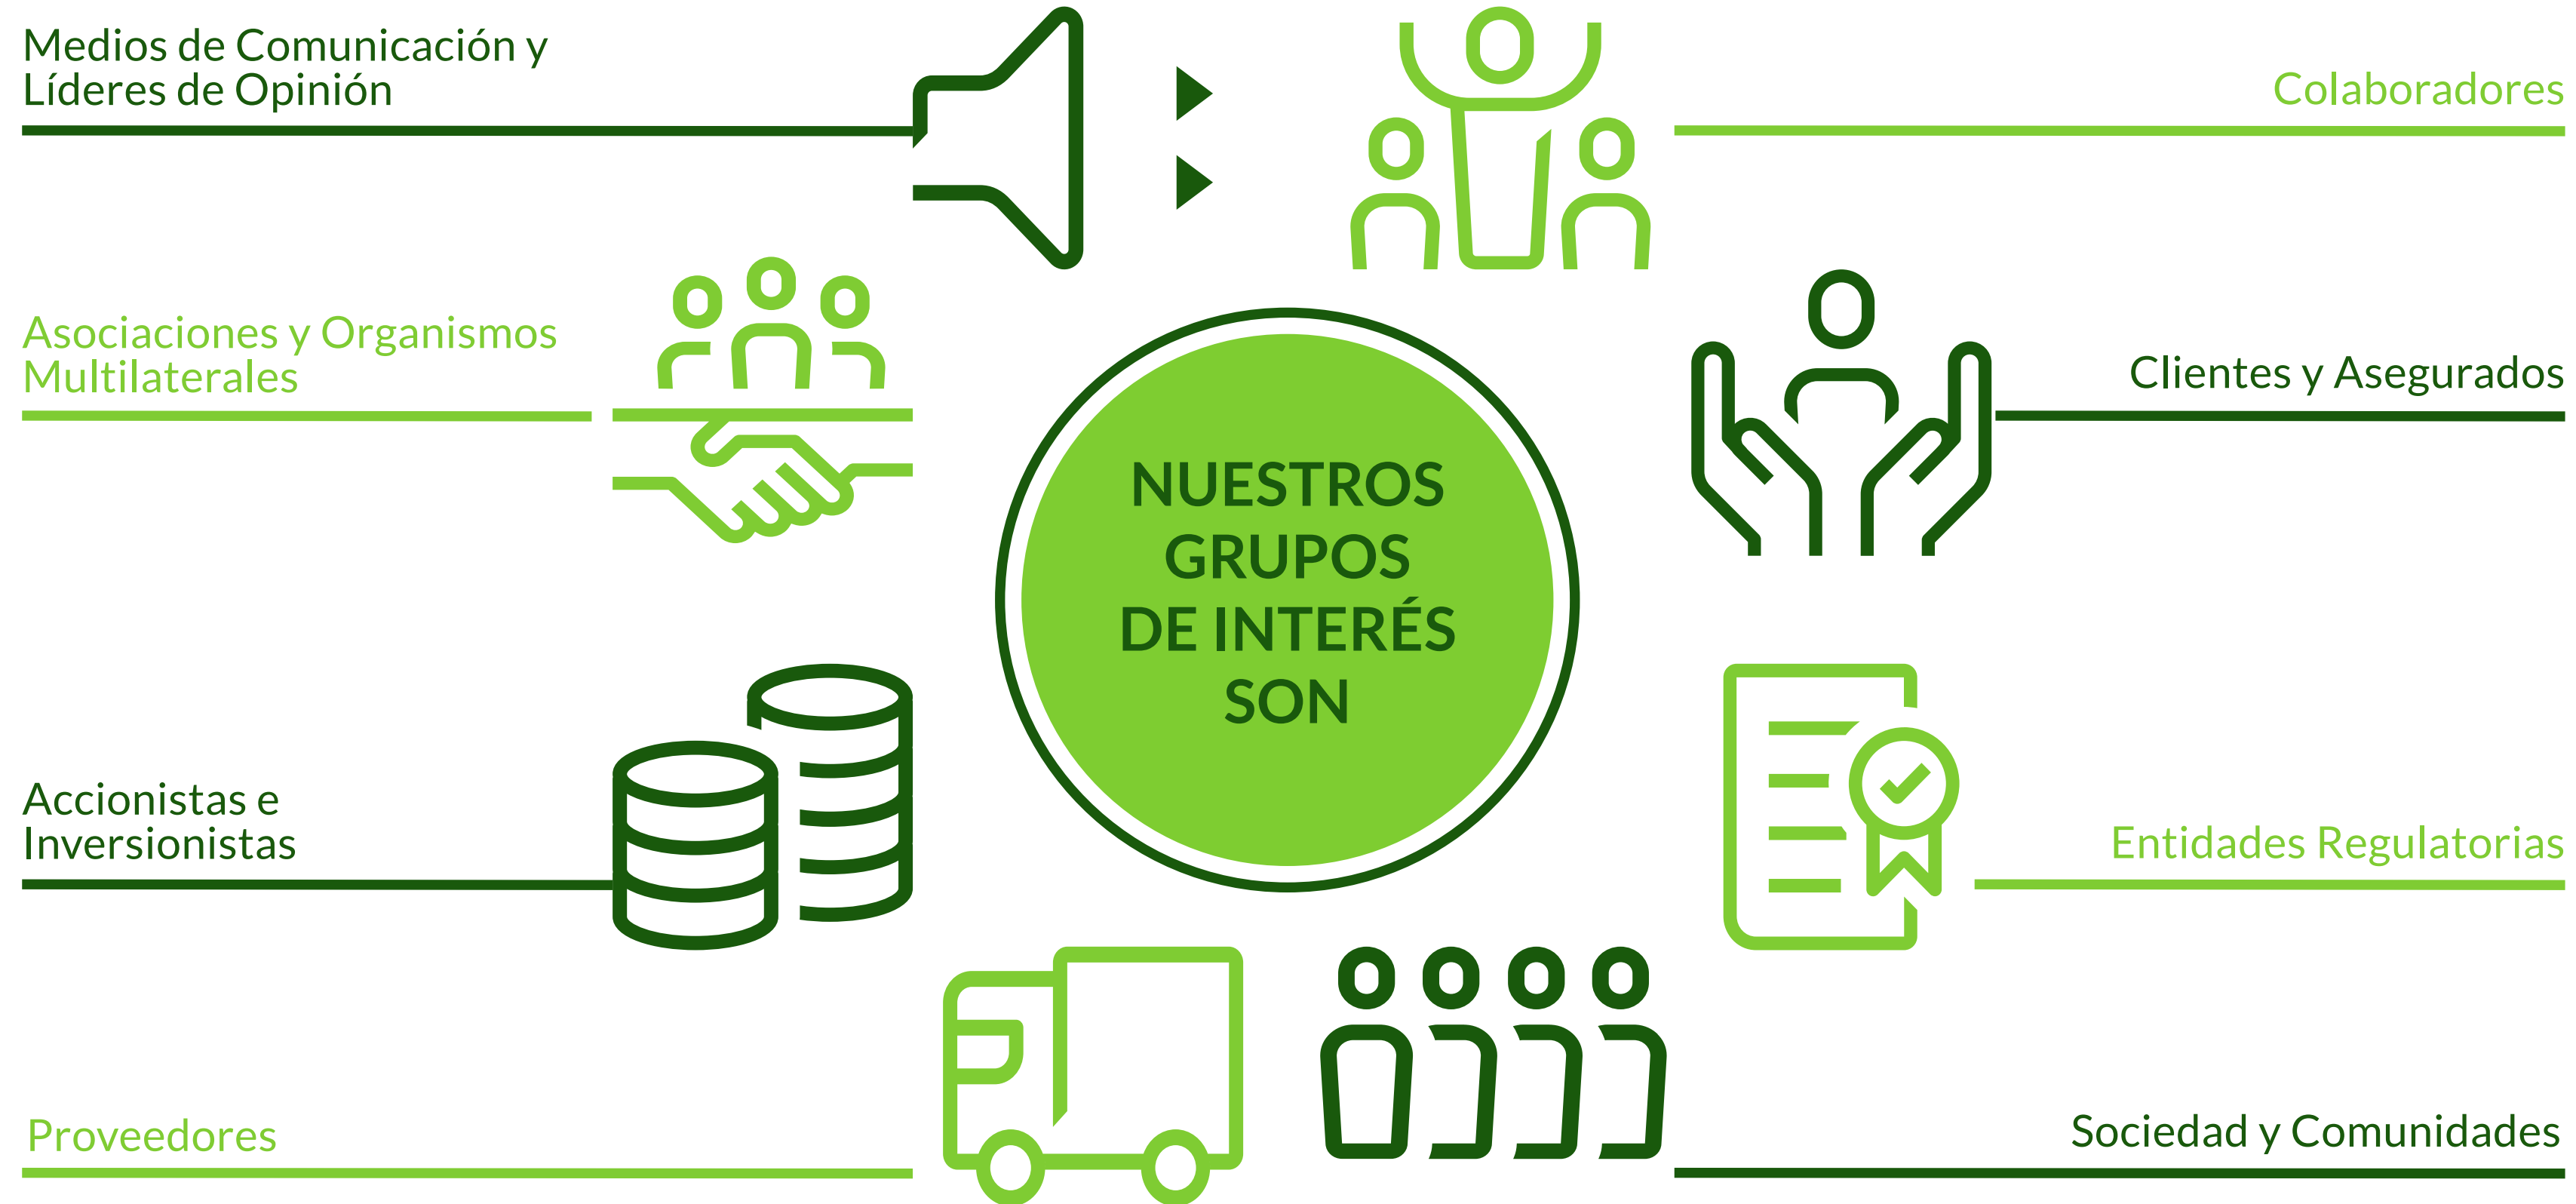 Medios de Comunicación y
Líderes de Opinión
Colaboradores
Asociaciones y Organismos
Multilaterales
Clientes y Asegurados
NUESTROS
GRUPOS
DE INTERÉS
SON
Accionistas e
Inversionistas
Entidades Regulatorias
Proveedores
Sociedad y Comunidades